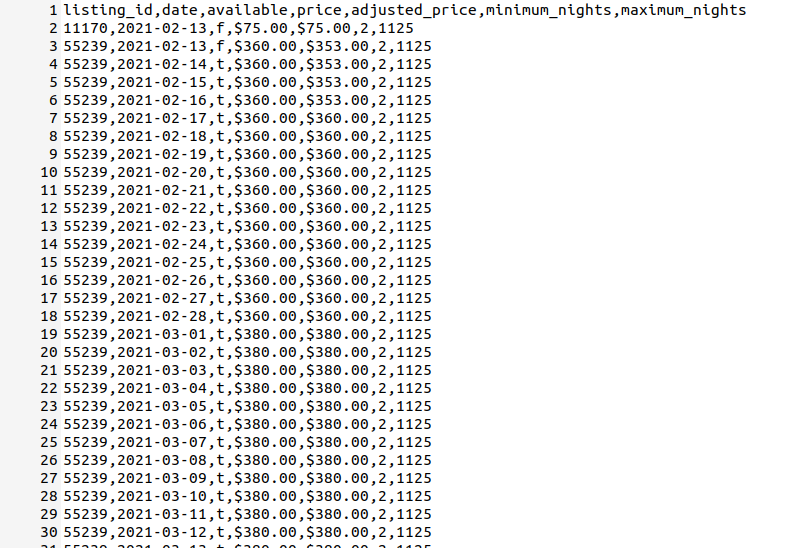 1 listing_id,date,available,price,adjusted_price,minimum_nights,maximum_nights
2 11170,2021-02-13,f,$75.00,$75.00,2,1125
3 55239,2021-02-13,f,$360.00,$353.00,2,1125
4 55239,2021-02-14,t,$360.00,$353.00,2,1125
5 55239,2021-02-15,t,$360.00,$353.00,2,1125
6 55239,2021-02-16,t,$360.00,$353.00,2,1125
7 55239,2021-02-17,t,$360.00,$360.00,2,1125
8 55239,2021-02-18,t,$360.00,$360.00,2,1125
9 55239,2021-02-19,t,$360.00,$360.00,2,1125
10 55239,2021-02-20,t,$360.00,$360.00,2,1125
11 55239,2021-02-21,t,$360.00,$360.00,2,1125
12 55239,2021-02-22,t,$360.00,$360.00,2,1125
13 55239,2021-02-23,t,$360.00,$360.00,2,1125
14 55239,2021-02-24,t,$360.00,$360.00,2,1125
15 55239,2021-02-25,t,$360.00,$360.00,2,1125
16 55239,2021-02-26,t,$360.00,$360.00,2,1125
17 55239,2021-02-27,t,$360.00,$360.00,2,1125
18 55239,2021-02-28,t,$360.00,$360.00,2,1125
19 55239,2021-03-01,t,$380.00,$380.00,2,1125
20 55239,2021-03-02,t,$380.00,$380.00,2,1125
21 55239,2021-03-03,t,$380.00,$380.00,2,1125
22 55239,2021-03-04,t,$380.00,$380.00,2,1125
23 55239,2021-03-05,t,$380.00,$380.00,2,1125
24 55239,2021-03-06,t,$380.00,$380.00,2,1125
25 55239,2021-03-07,t,$380.00,$380.00,2,1125
26 55239,2021-03-08,t,$380.00,$380.00,2,1125
27 55239,2021-03-09,t,$380.00,$380.00,2,1125
28 55239,2021-03-10,t,$380.00,$380.00,2,1125
29 55239,2021-03-11,t,$380.00,$380.00,2,1125
30 55239,2021-03-12,t,$380.00,$380.00,2,1125